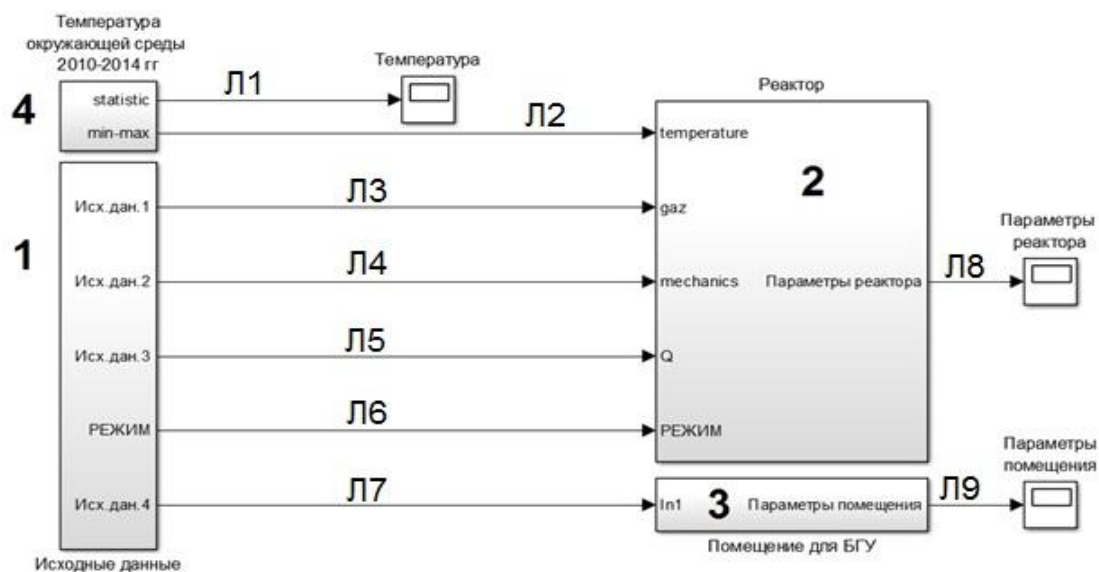 Температура
окружающей среды
2010-2014 гг
4
statistic
min-max
Л1
Температура
Л2
1
Исх.дан.1
Исх.дан.2
Исх.дан.3
РЕЖИМ
Исх.дан.4
Исходные данные
Л3
Л4
Л5
Л6
Л7
Реактор
temperature
2
gaz
mechanics
Параметры реактора
Q
РЕЖИМ
Л8
Параметры
реактора
In1
3
Параметры помещения
Помещение для БГУ
Л9
Параметры
помещения